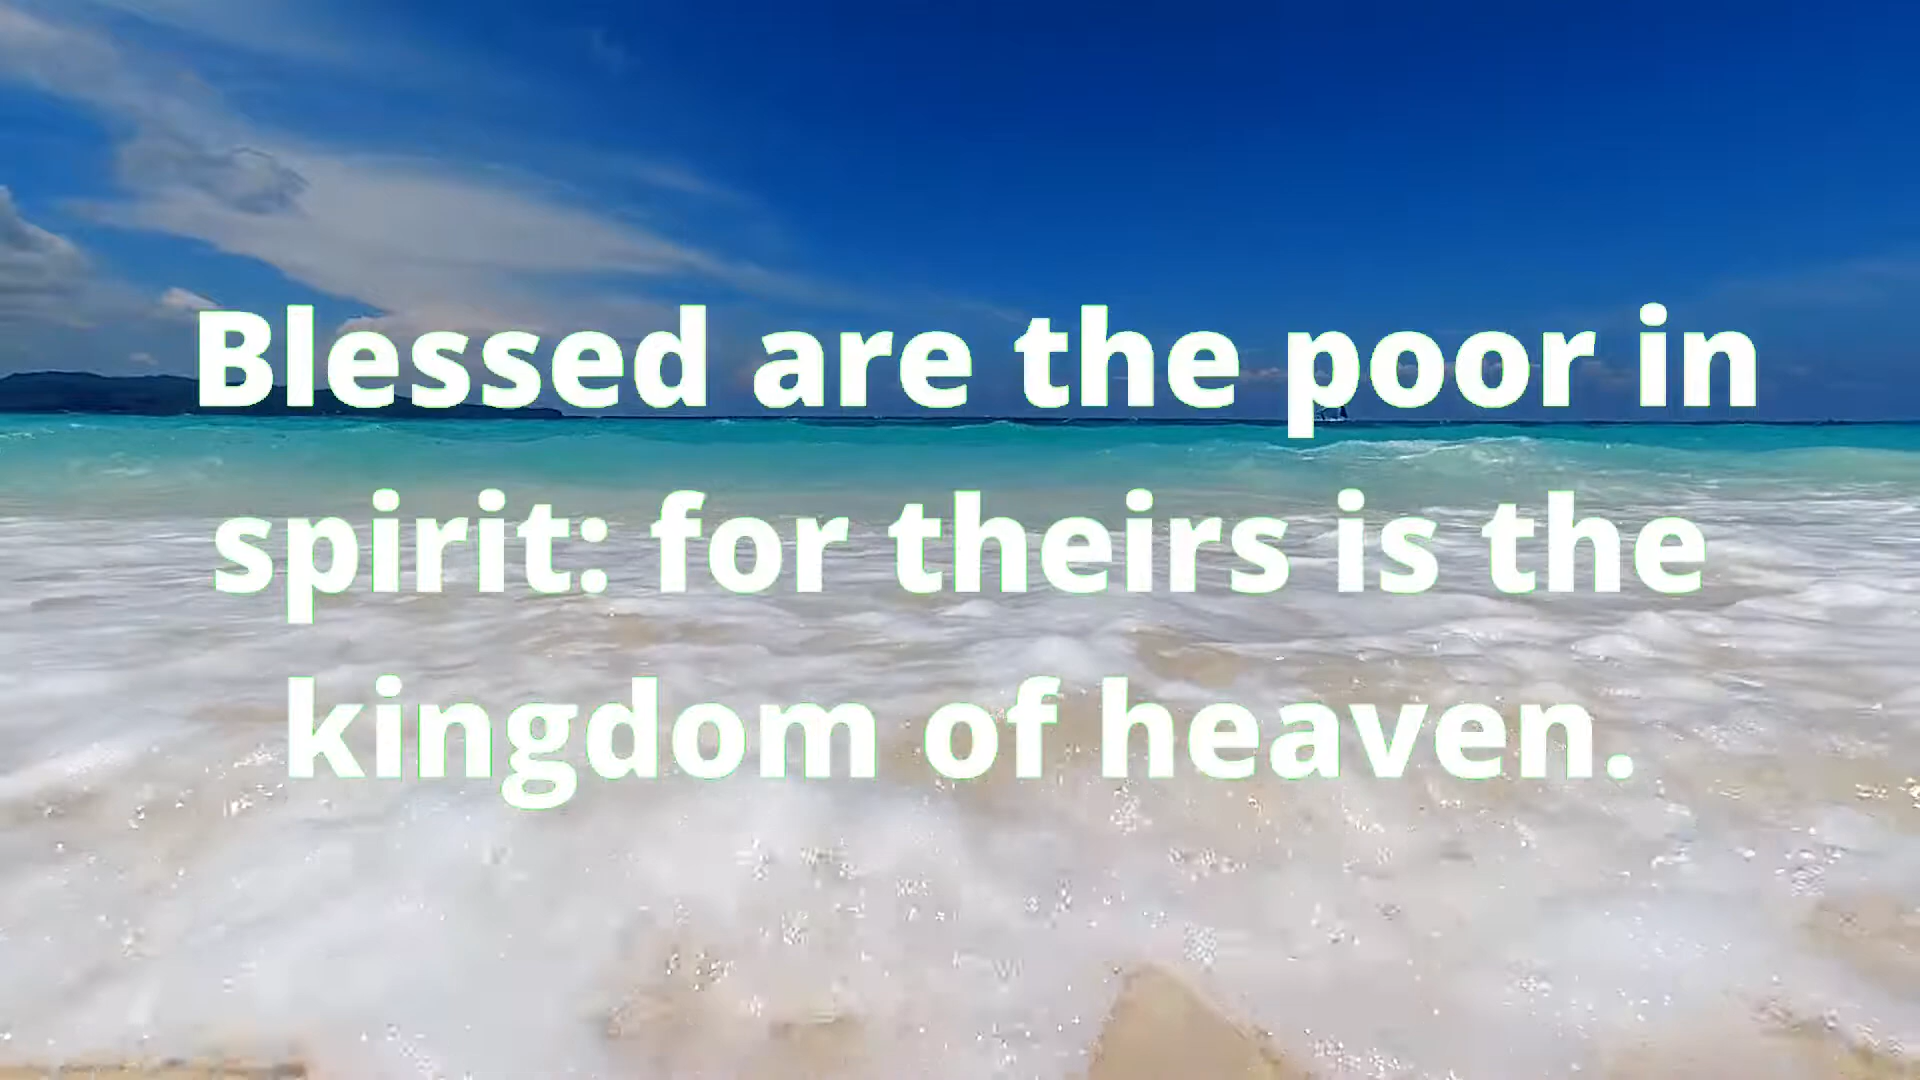 Blessed are the poor in
spirit: for theirs is the
kingdom of heaven.